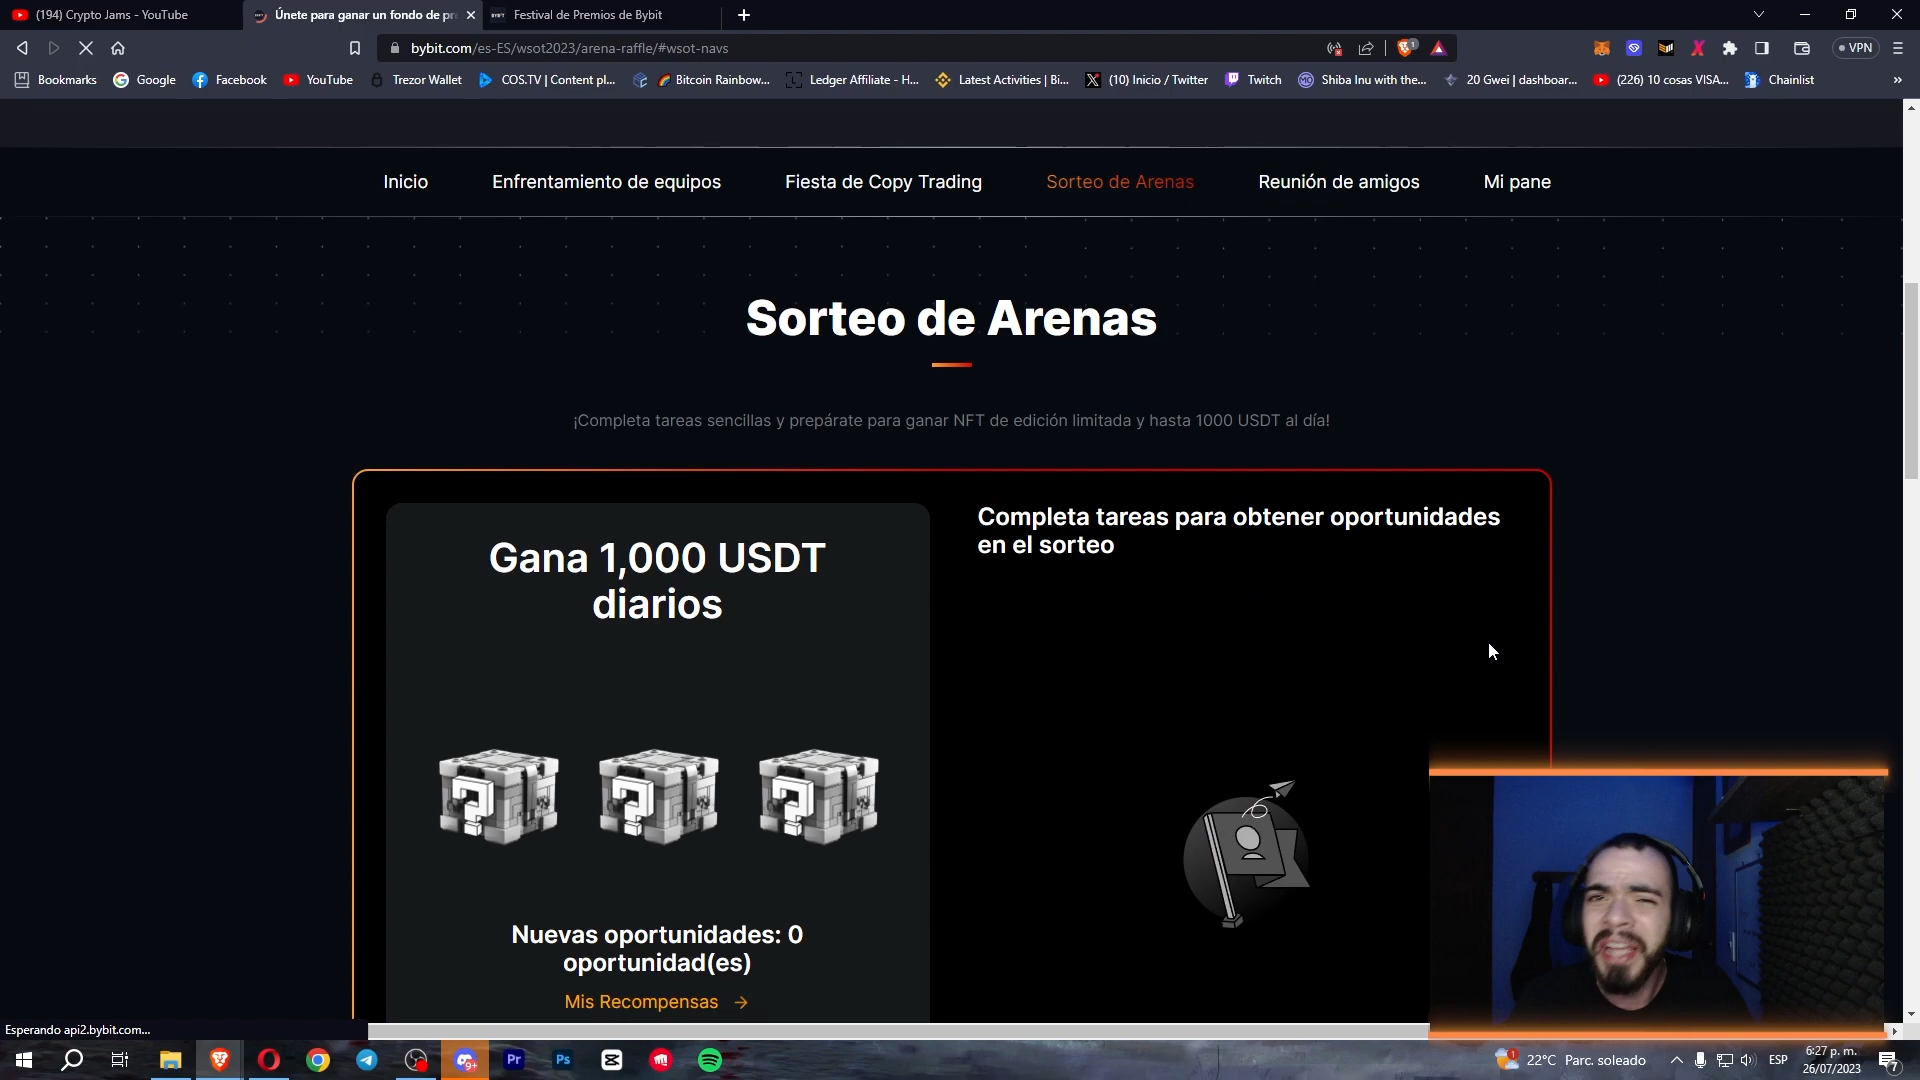 (194) Crypto Jams - YouTube
Únete para ganar un fondo de pr
Festival de Premios de Bybit
bybit.com/es-ES/wsot2023/arena-raffle/#wsot-navs
VPN
Bookmarks
Google
Facebook
YouTube
Trezor Wallet
COS.TV | Content pl...
Bitcoin Rainbow...
Ledger Affiliate - H...
Latest Activities | Bi...
(10) Inicio / Twitter
Twitch
Shiba Inu with the...
20 Gwei | dashboar...
(226) 10 cosas VISA...
Chainlist
Inicio
Enfrentamiento de equipos
Fiesta de Copy Trading
Sorteo de Arenas
Reunión de amigos
Mi pane
Sorteo de Arenas
¡Completa tareas sencillas y prepárate para ganar NFT de edición limitada y hasta 1000 USDT al día!
Gana 1,000 USDT
diarios
Completa tareas para obtener oportunidades
en el sorteo
Nuevas oportunidades: 0
oportunidad(es)
Mis Recompensas
Esperando api2.bybit.com...
22°C Parc. soleado
ESP
6:27 p. m.
26/07/2023